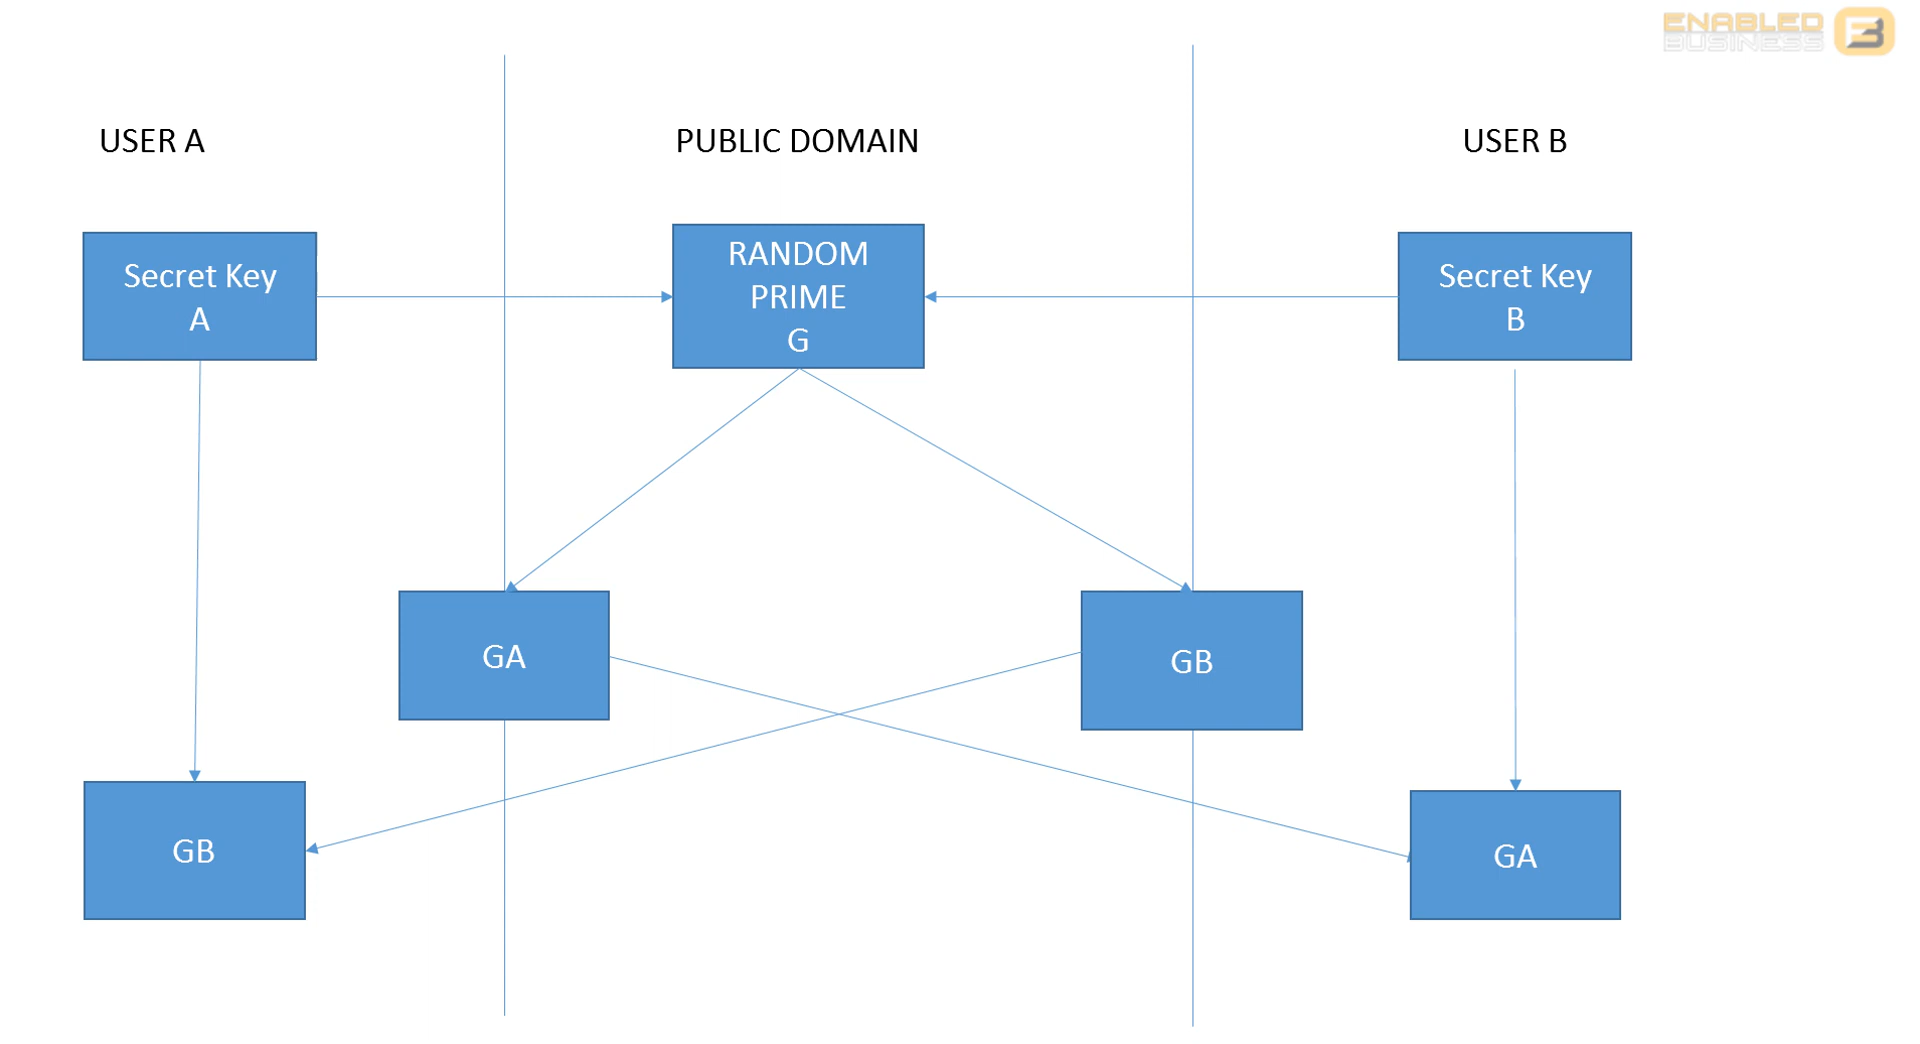 ENABLED
BUSINESS
USER A
PUBLIC DOMAIN
USER B
Secret Key
A
RANDOM
PRIME
G
Secret Key
B
GA
GB
GB
GA